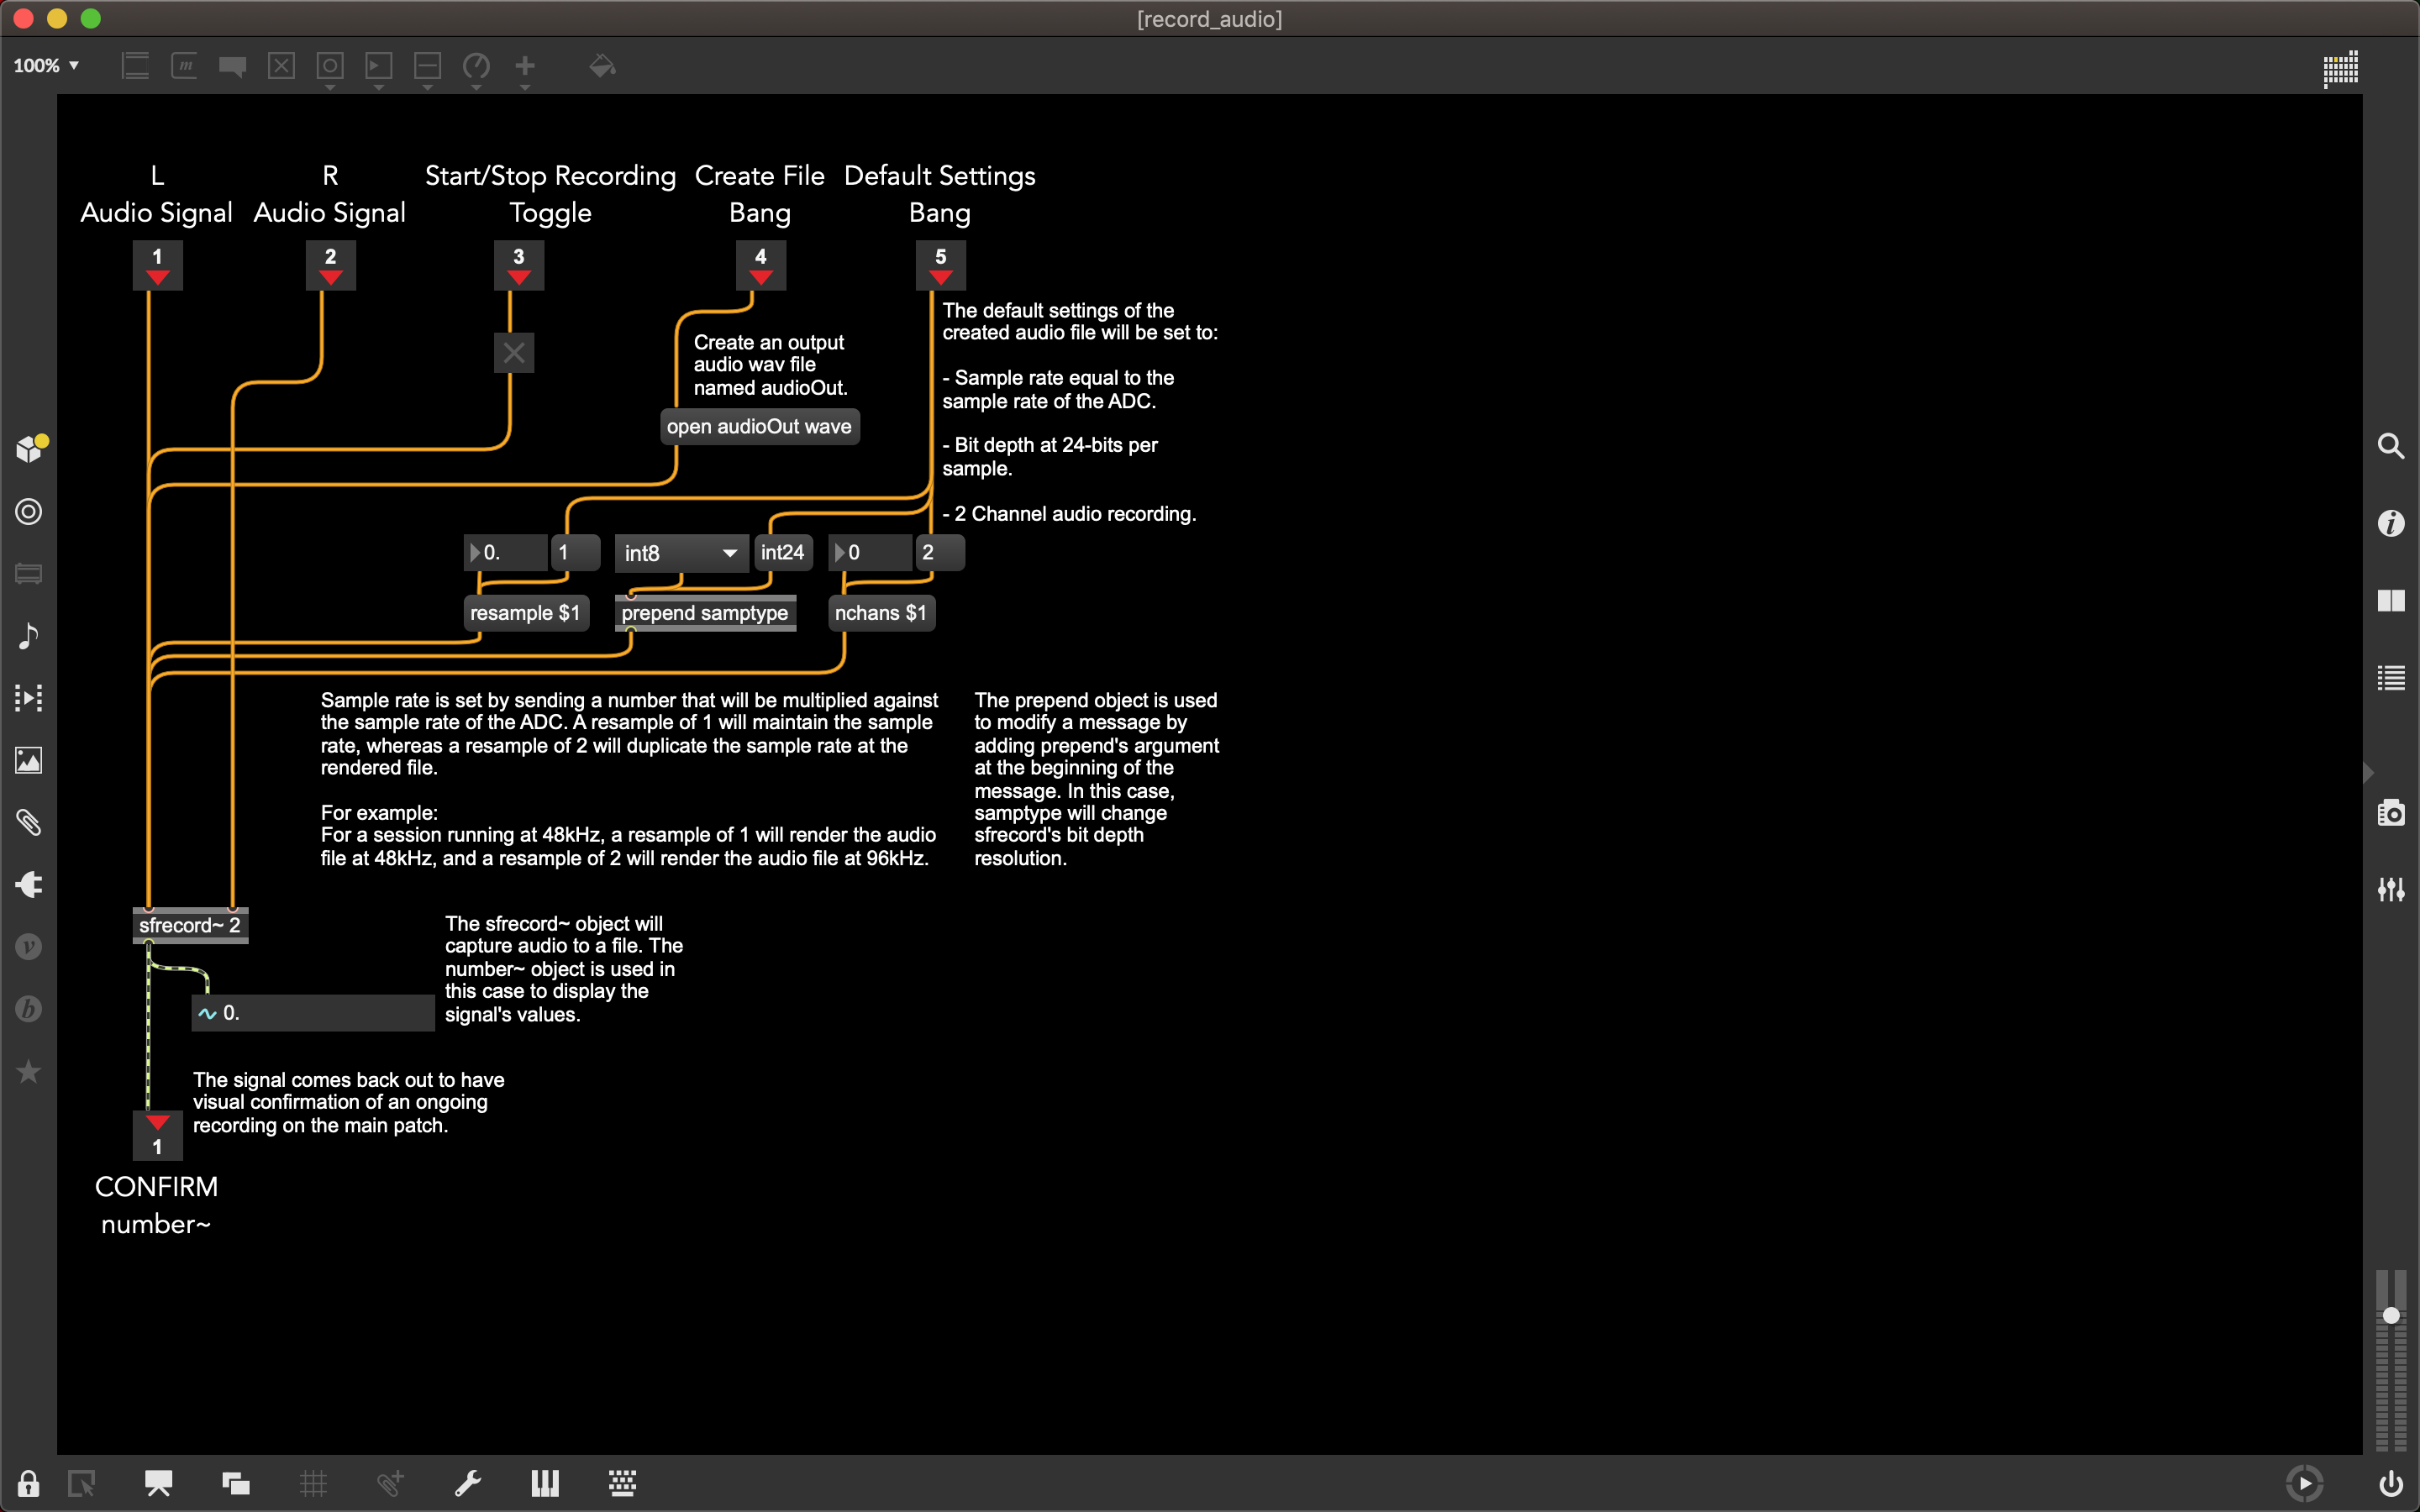 [record_audio]
100%
L
Audio Signal
R
Audio Signal
Start/Stop Recording
Toggle
Create File
Bang
Default Settings
Bang
1
2
3
4
5
The default settings of the
created audio file will be set to:
- Sample rate equal to the
sample rate of the ADC.
- Bit depth at 24-bits per
sample.
- 2 Channel audio recording.
Create an output
audio wav file
named audioOut.
open audioOut wave
0.
1
int8
int24
0
2
resample $1
prepend samptype
nchans $1
Sample rate is set by sending a number that will be multiplied against
the sample rate of the ADC. A resample of 1 will maintain the sample
rate, whereas a resample of 2 will duplicate the sample rate at the
rendered file.
For example:
For a session running at 48kHz, a resample of 1 will render the audio
file at 48kHz, and a resample of 2 will render the audio file at 96kHz.
The prepend object is used
to modify a message by
adding prepend's argument
at the beginning of the
message. In this case,
samptype will change
sfrecord's bit depth
resolution.
sfrecord~ 2
The sfrecord~ object will
capture audio to a file. The
number~ object is used in
this case to display the
signal's values.
0.
The signal comes back out to have
visual confirmation of an ongoing
recording on the main patch.
1
CONFIRM
number~